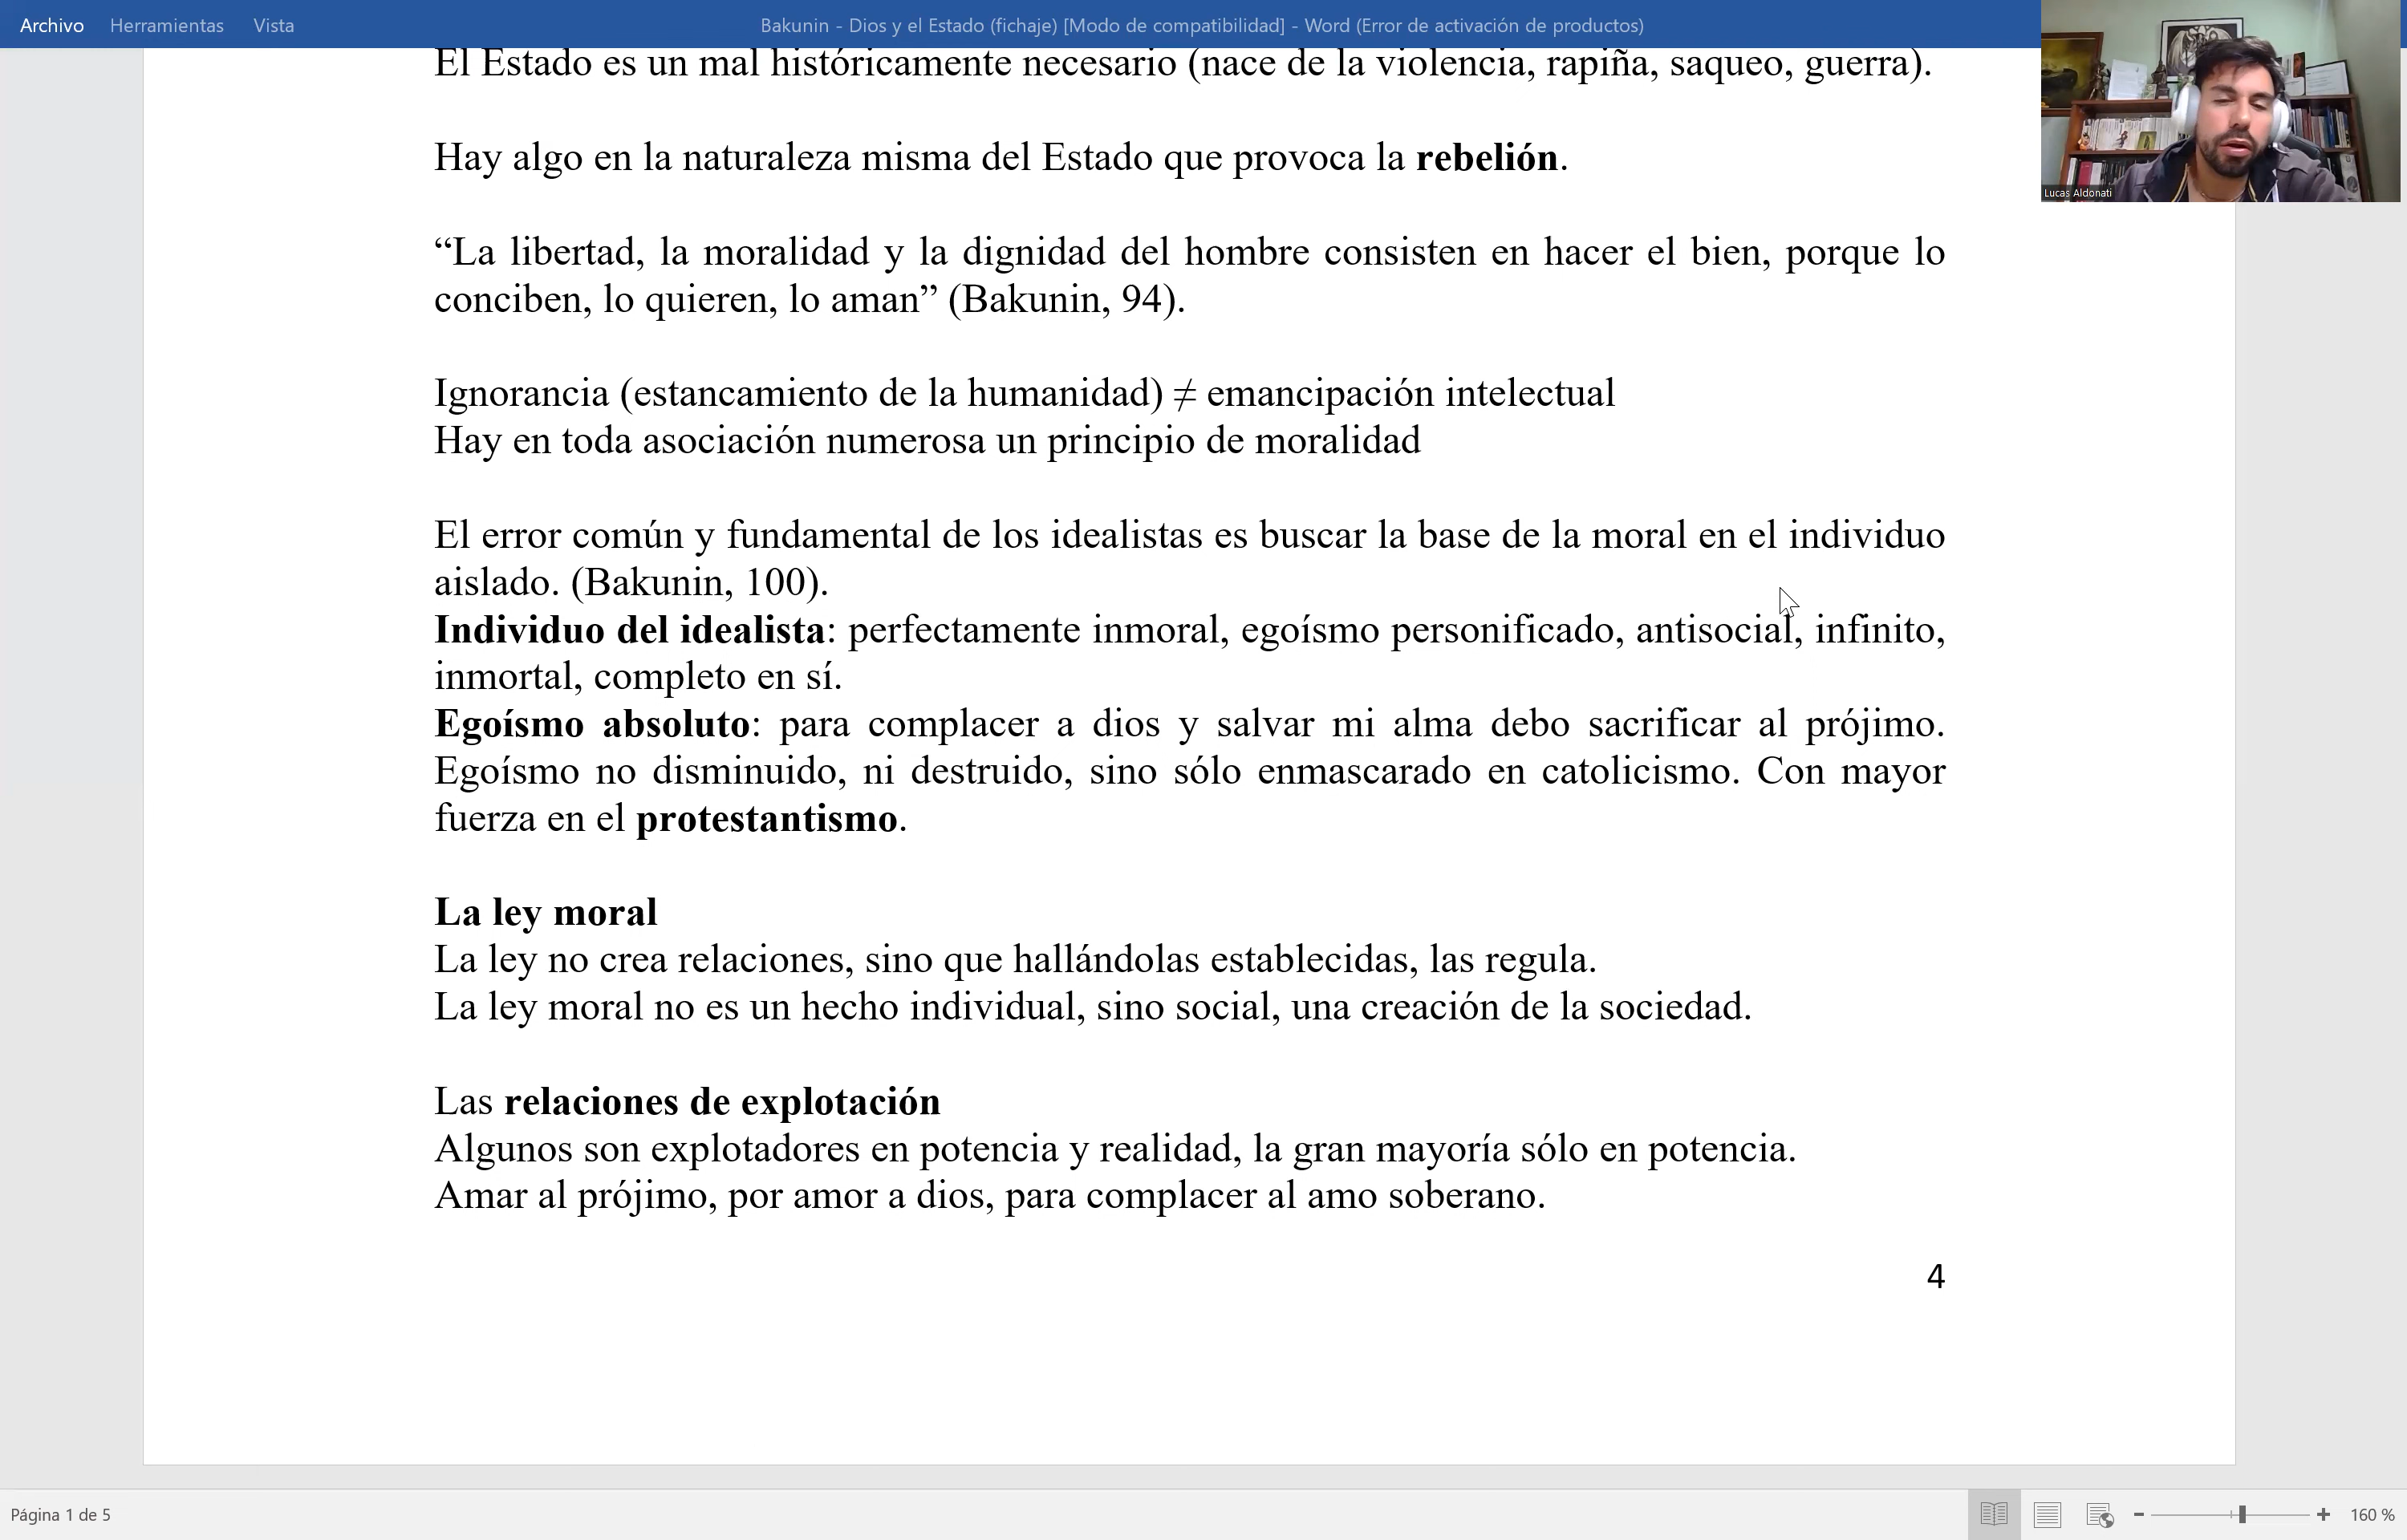 Archivo Herramientas Vista Bakunin - Dios y el Estado (fichaje) [Modo de compatibilidad] - Word (Error de activación de productos)
Lucas Aldonati
El Estado es un mal históricamente necesario (nace de la violencia, rapiña, saqueo, guerra).
Hay algo en la naturaleza misma del Estado que provoca la rebelión.
“La libertad, la moralidad y la dignidad del hombre consisten en hacer el bien, porque lo
conciben, lo quieren, lo aman” (Bakunin, 94).
Ignorancia (estancamiento de la humanidad) ≠ emancipación intelectual
Hay en toda asociación numerosa un principio de moralidad
El error común y fundamental de los idealistas es buscar la base de la moral en el individuo
aislado. (Bakunin, 100).
Individuo del idealista: perfectamente inmoral, egoísmo personificado, antisocial, infinito,
inmortal, completo en sí.
Egoísmo absoluto: para complacer a dios y salvar mi alma debo sacrificar al prójimo.
Egoísmo no disminuido, ni destruido, sino sólo enmascarado en catolicismo. Con mayor
fuerza en el protestantismo.
La ley moral
La ley no crea relaciones, sino que hallándolas establecidas, las regula.
La ley moral no es un hecho individual, sino social, una creación de la sociedad.
Las relaciones de explotación
Algunos son explotadores en potencia y realidad, la gran mayoría sólo en potencia.
Amar al prójimo, por amor a dios, para complacer al amo soberano.
4
Página 1 de 5 160 %